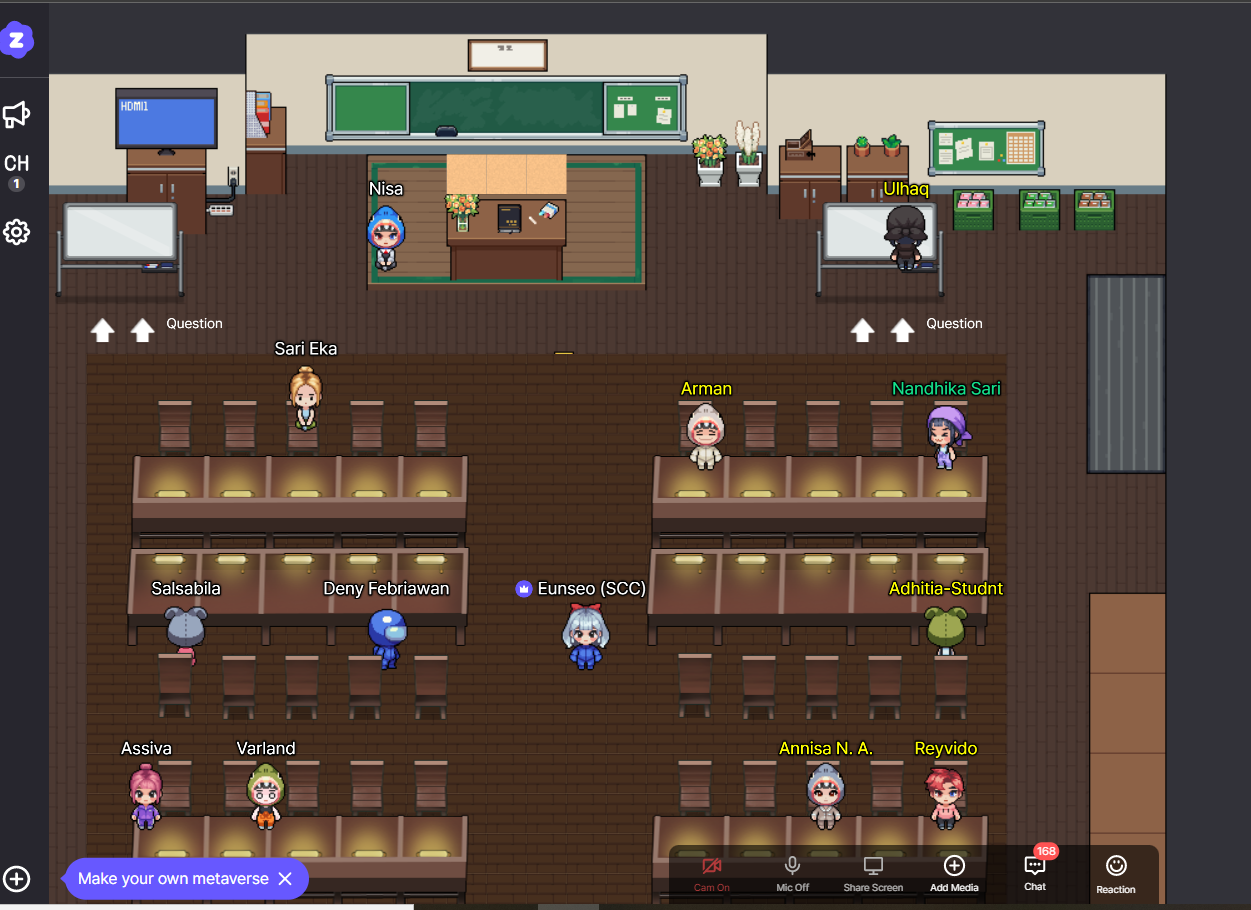 Z
HDMI1
CH
1
Nisa
Ulhaq
Question
Question
Sari Eka
Arman
Nandhika Sari
Salsabila
Deny Febriawan
Eunseo (SCC)
Adhitia-Studnt
Assiva
Varland
Annisa N. A.
Reyvido
Make your own metaverse
Cam On
Mic Off
Share Screen
Add Media
168
Chat
Reaction